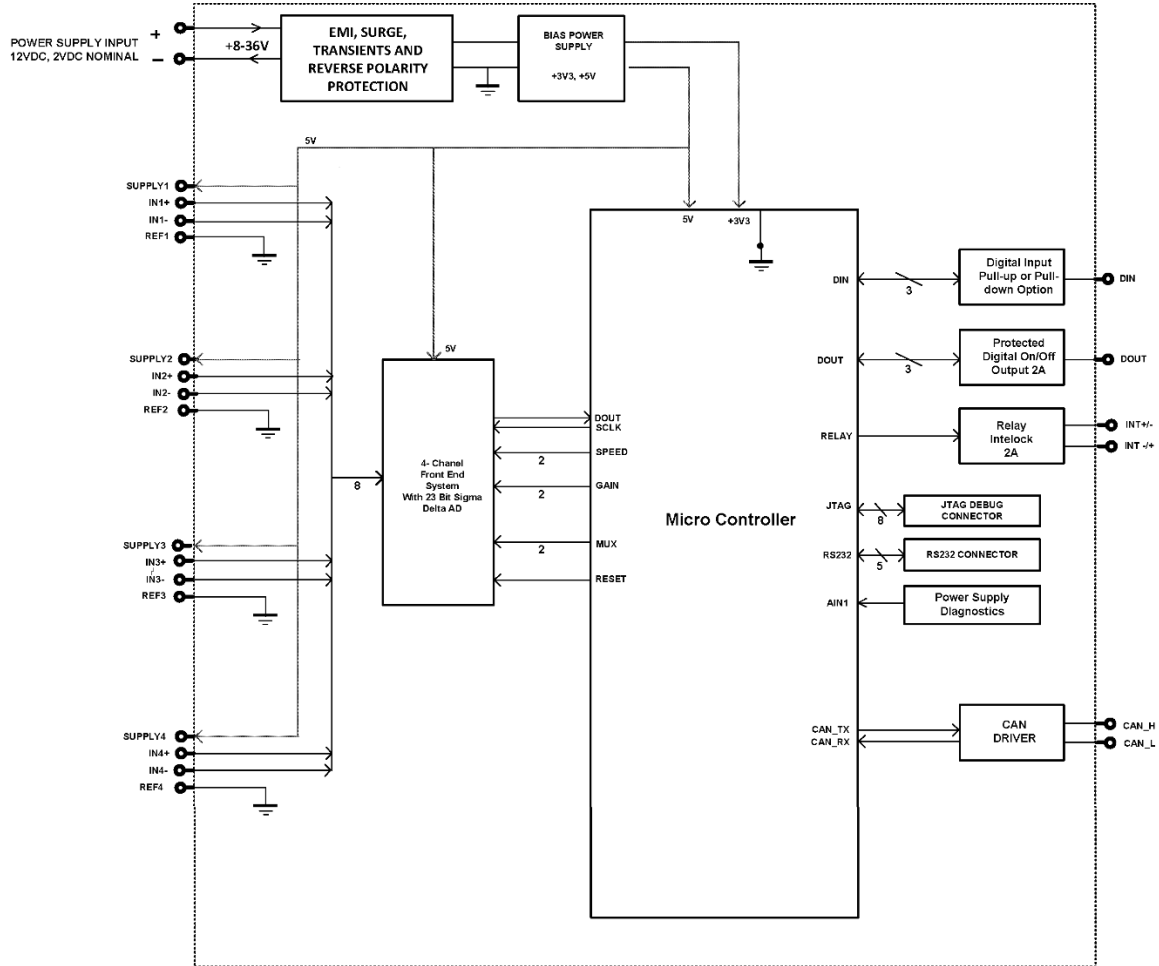 POWER SUPPLY INPUT
12VDC, 2VDC NOMINAL
+
−
+8-36V
EMI, SURGE,
TRANSIENTS AND
REVERSE POLARITY
PROTECTION
BIAS POWER
SUPPLY
+3V3, +5V
5V
SUPPLY1
IN1+
IN1-
REF1
SUPPLY2
IN2+
IN2-
REF2
SUPPLY3
IN3+
IN3-
REF3
SUPPLY4
IN4+
IN4-
REF4
8
5V
4- Chanel
Front End
System
With 23 Bit Sigma
Delta AD
2
2
2
5V
+3V3
DOUT
SCLK
SPEED
GAIN
MUX
RESET
Micro Controller
DIN
DOUT
RELAY
JTAG
RS232
AIN1
CAN_TX
CAN_RX
3
3
8
5
Digital Input
Pull-up or Pull-
down Option
DIN
Protected
Digital On/Off
Output 2A
DOUT
Relay
Intelock
2A
INT+/-
INT -/+
JTAG DEBUG
CONNECTOR
RS232 CONNECTOR
Power Supply
Diagnostics
CAN
DRIVER
CAN_H
CAN_L